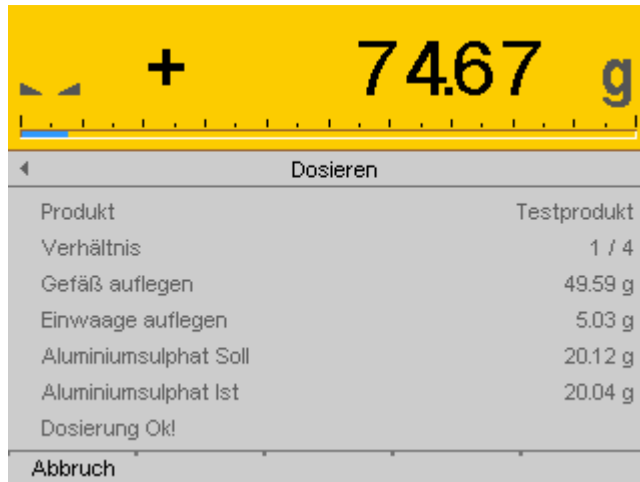 + 74.67 g
Dosieren
Produkt Testprodukt
Verhältnis 1 / 4
Gefäß auflegen 49.59 g
Einwaage auflegen 5.03 g
Aluminiumsulphat Soll 20.12 g
Aluminiumsulphat Ist 20.04 g
Dosierung Ok!
Abbruch